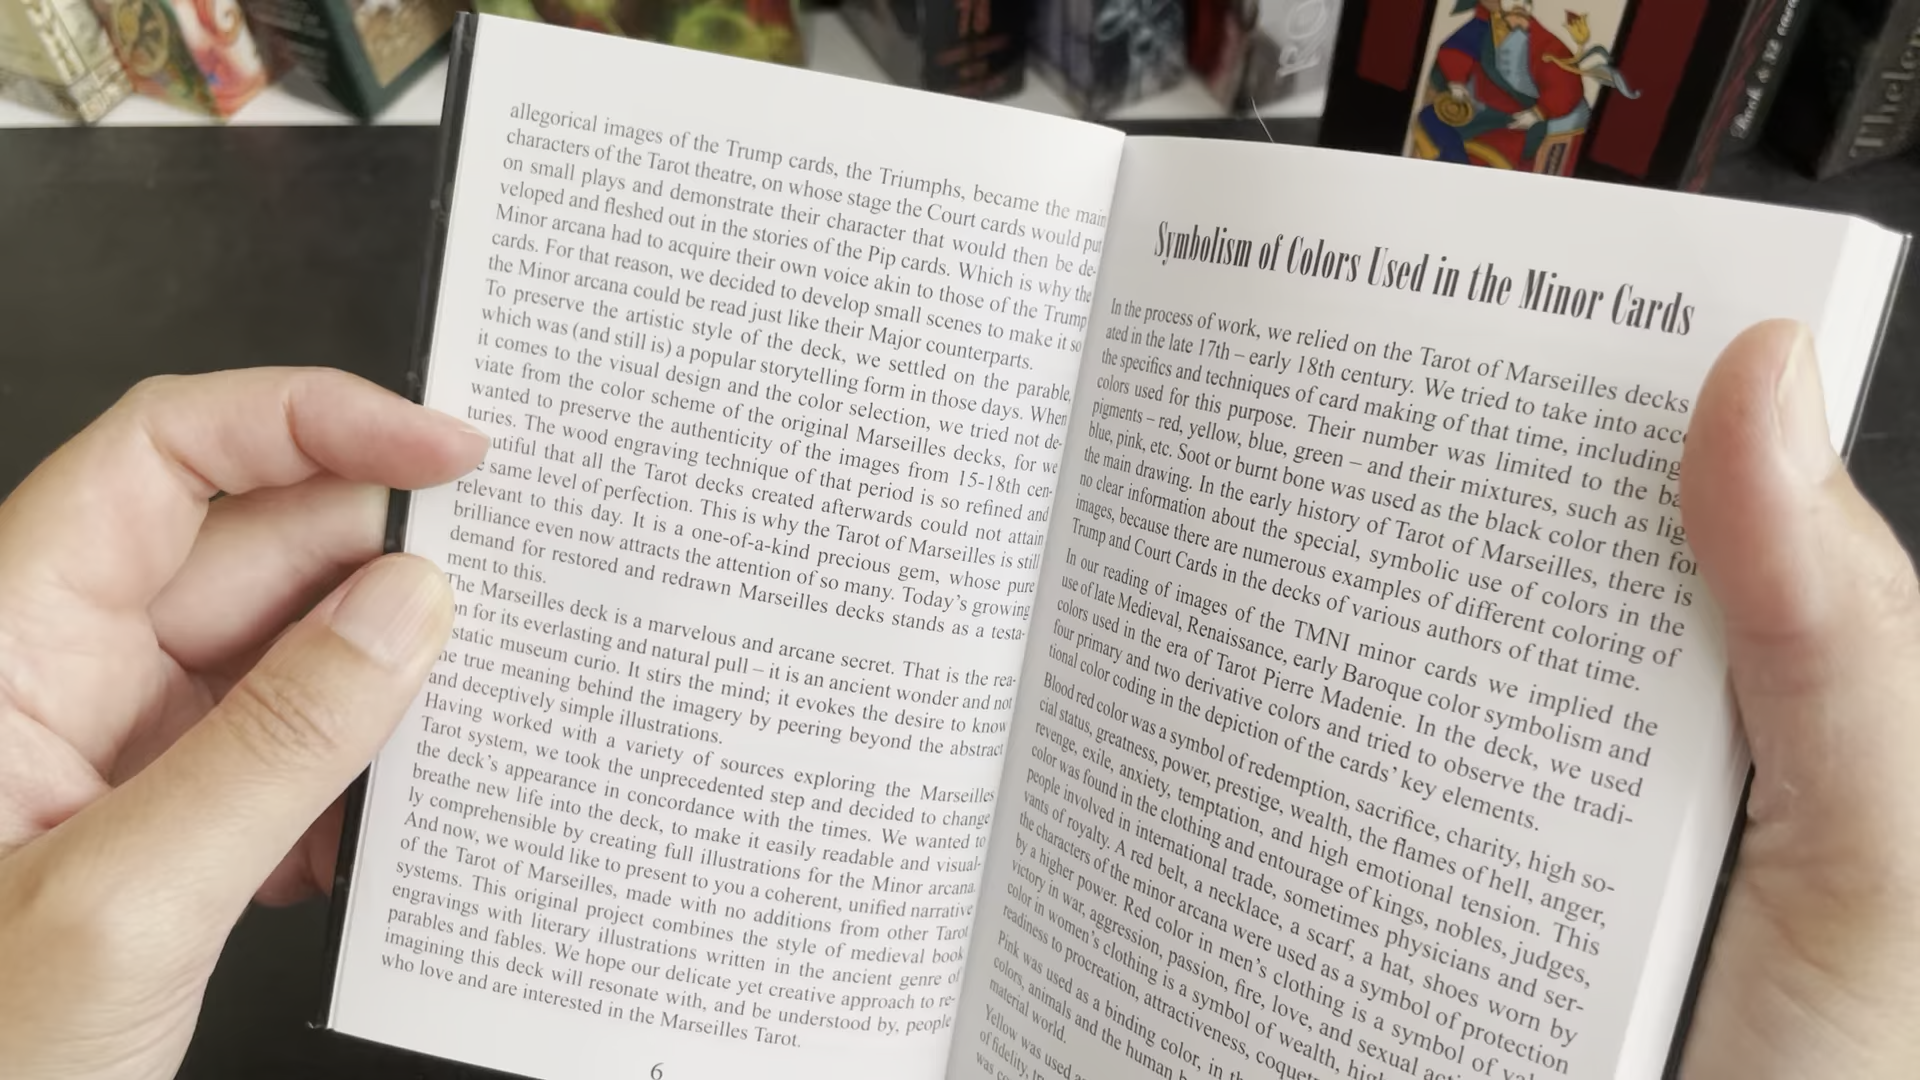 allegorical images of the Trump cards, the Triumphs, became the main
characters of the Tarot theatre, on whose stage the Court cards would put
on small plays and demonstrate their character that would then be de-
veloped and fleshed out in the stories of the Pip cards. Which is why the
Minor arcana had to acquire their own voice akin to those of the Trump
cards. For that reason, we decided to develop small scenes to make it so
the Minor arcana could be read just like their Major counterparts.
To preserve the artistic style of the deck, we settled on the parable,
which was (and still is) a popular storytelling form in those days. When
it comes to the visual design and the color selection, we tried not de-
viate from the color scheme of the original Marseilles decks, for we
wanted to preserve the authenticity of the images from 15-18th cen-
turies. The wood engraving technique of that period is so refined and
utiful that all the Tarot decks created afterwards could not attain
same level of perfection. This is why the Tarot of Marseilles is still
relevant to this day. It is a one-of-a-kind precious gem, whose pure
brilliance even now attracts the attention of so many. Today's growing
demand for restored and redrawn Marseilles decks stands as a testa-
ment to this.
The Marseilles deck is a marvelous and arcane secret. That is the rea-
on for its everlasting and natural pull – it is an ancient wonder and not
static museum curio. It stirs the mind; it evokes the desire to know
he true meaning behind the imagery by peering beyond the abstract
and deceptively simple illustrations.
Having worked with a variety of sources exploring the Marseilles
Tarot system, we took the unprecedented step and decided to change
the deck's appearance in concordance with the times. We wanted to
breathe new life into the deck, to make it easily readable and visual-
ly comprehensible by creating full illustrations for the Minor arcana.
And now, we would like to present to you a coherent, unified narrative
of the Tarot of Marseilles, made with no additions from other Tarot
systems. This original project combines the style of medieval book
engravings with literary illustrations written in the ancient genre of
parables and fables. We hope our delicate yet creative approach to re-
imagining this deck will resonate with, and be understood by, people
who love and are interested in the Marseilles Tarot.
6
Symbolism of Colors Used in the Minor Cards
In the process of work, we relied on the Tarot of Marseilles decks
ated in the late 17th – early 18th century. We tried to take into acc
the specifics and techniques of card making of that time, including
colors used for this purpose. Their number was limited to the ba
pigments – red, yellow, blue, green – and their mixtures, such as lig
blue, pink, etc. Soot or burnt bone was used as the black color then for
the main drawing. In the early history of Tarot of Marseilles, there is
no clear information about the special, symbolic use of colors in the
images, because there are numerous examples of different coloring of
Trump and Court Cards in the decks of various authors of that time.
In our reading of images of the TMNI minor cards we implied the
use of late Medieval, Renaissance, early Baroque color symbolism and
colors used in the era of Tarot Pierre Madenie. In the deck, we used
four primary and two derivative colors and tried to observe the tradi-
tional color coding in the depiction of the cards' key elements.
Blood red color was a symbol of redemption, sacrifice, charity, high so-
cial status, greatness, power, prestige, wealth, the flames of hell, anger,
revenge, exile, anxiety, temptation, and high emotional tension. This
color was found in the clothing and entourage of kings, nobles, judges,
people involved in international trade, sometimes physicians and ser-
vants of royalty. A red belt, a necklace, a scarf, a hat, shoes worn by
the characters of the minor arcana were used as a symbol of protection
by a higher power. Red color in men's clothing is a symbol of val
victory in war, aggression, passion, fire, love, and sexual acti
color in women's clothing is a symbol of wealth, high
readiness to procreation, attractiveness, coquet
Pink was used as a binding color, in th
colors, animals and the human b
material world.
Yellow was used a
of fidelity,
was co
78
Book & 
Thele